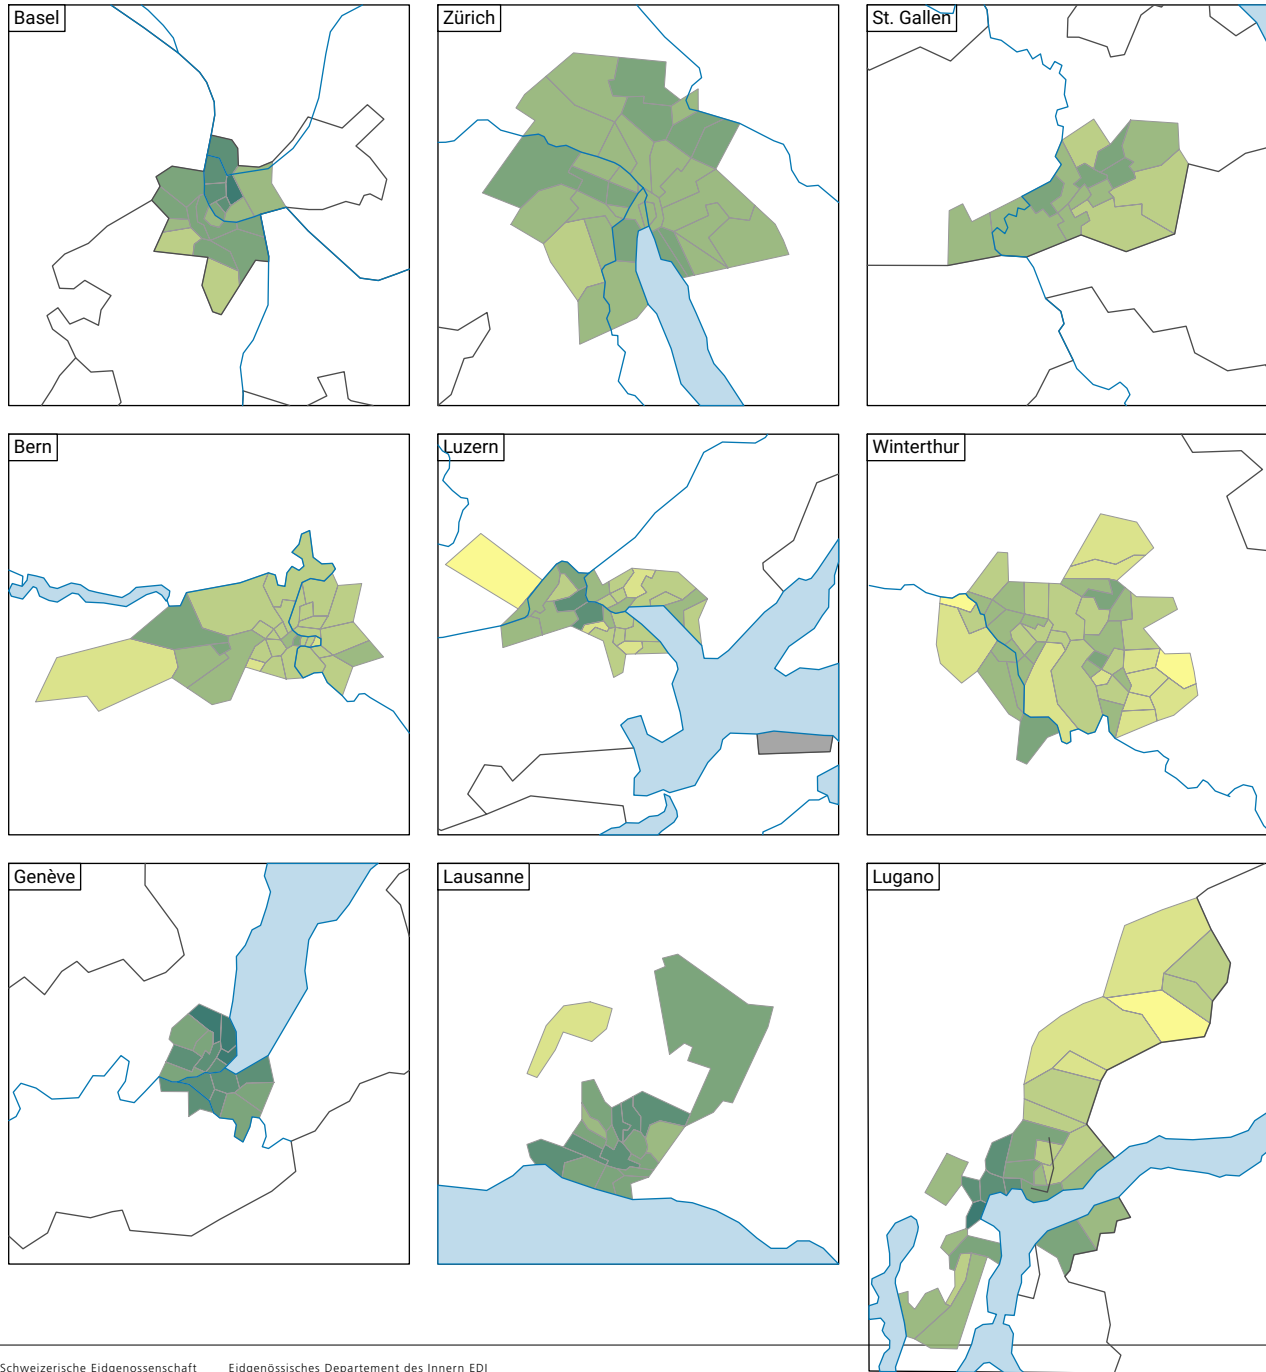 Basel
Zürich
St. Gallen
Bern
Luzern
Winterthur
Genève
Lausanne
Lugano
Schweizerische Eidgenossenschaft Eidgenössisches Departement des Innern EDI